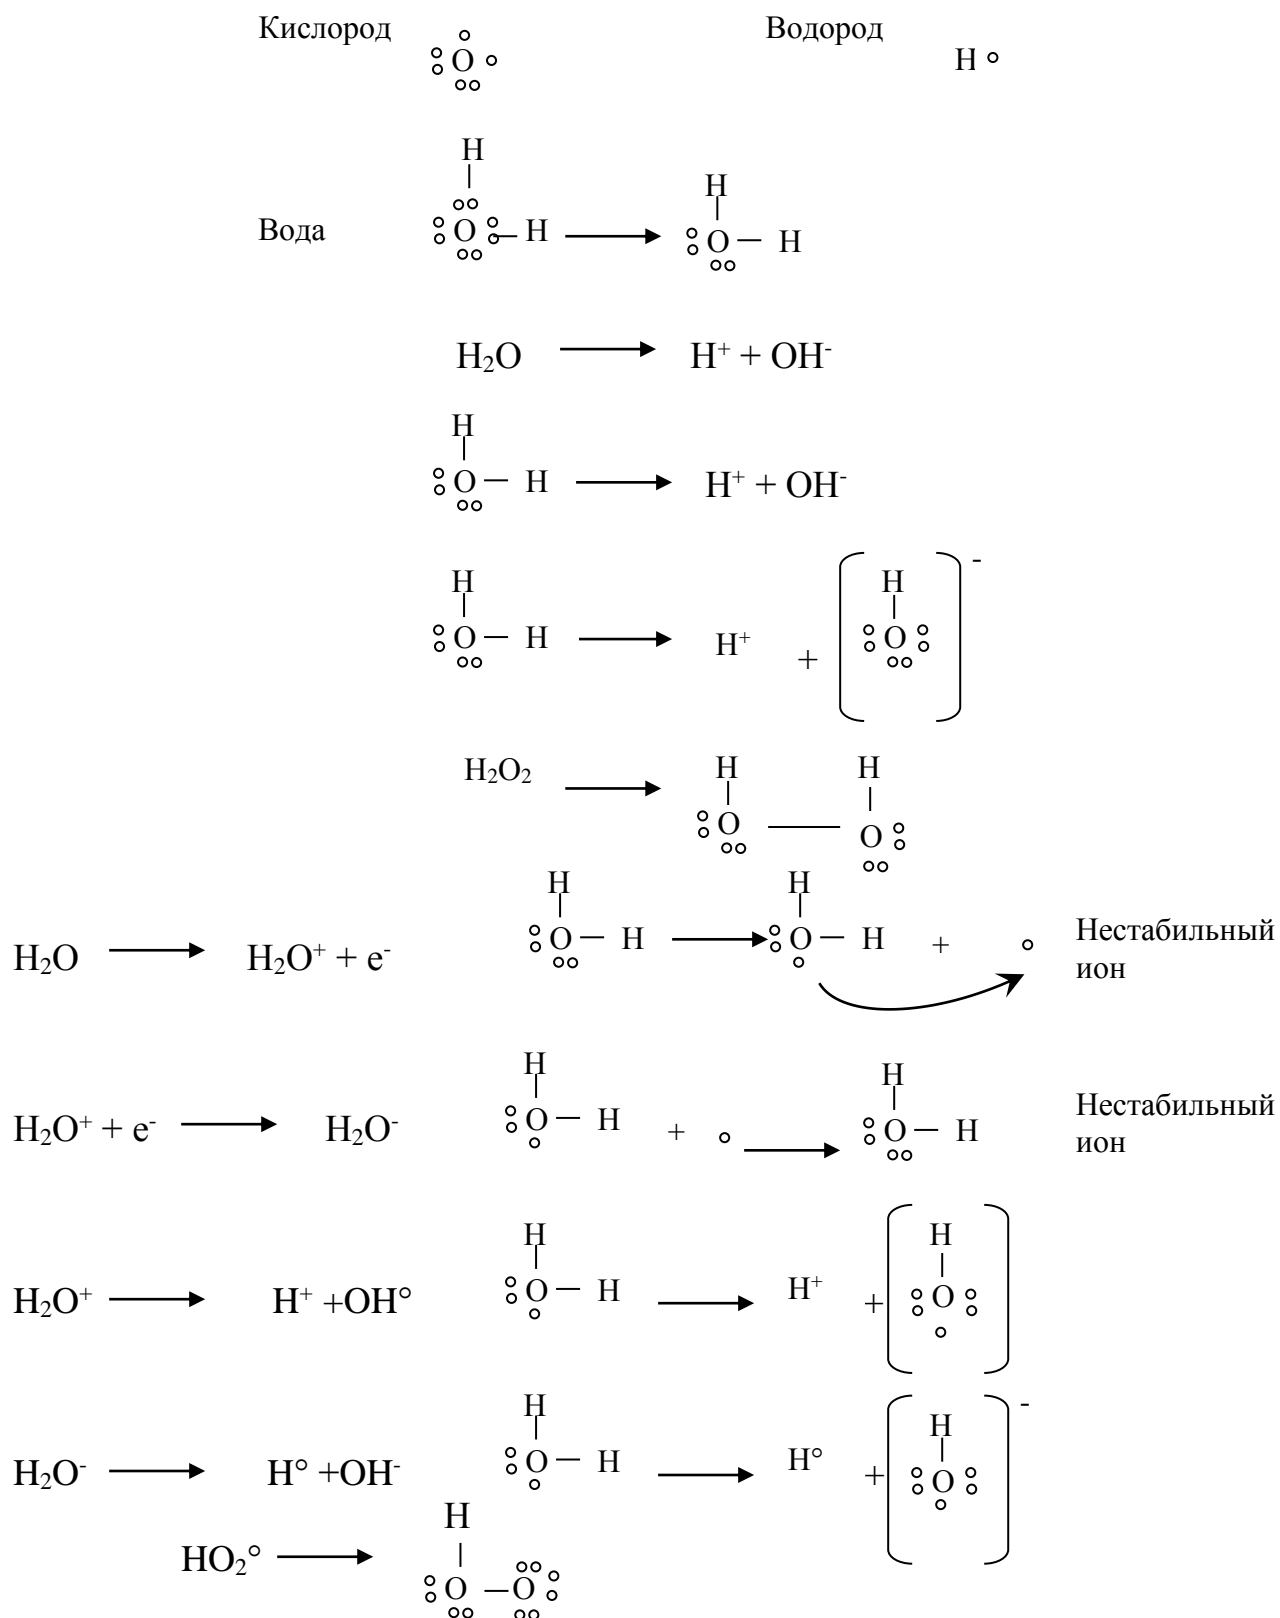 Кислород O Водород H
H
H
Вода O H O H
H₂O H⁺ + OH⁻
H
O H H⁺ + OH⁻
H H
O H H⁺ + O -
H₂O₂ H H
O O
H H
H₂O H₂O⁺ + e⁻ O H O H + Нестабильный
ион
H H
H₂O⁺ + e⁻ H₂O⁻ O H + O H Нестабильный
ион
H H
H₂O⁺ H⁺ +OH° O H H⁺ + O
H H -
H₂O⁻ H° +OH⁻ O H H° + O
H
HO₂°
O O